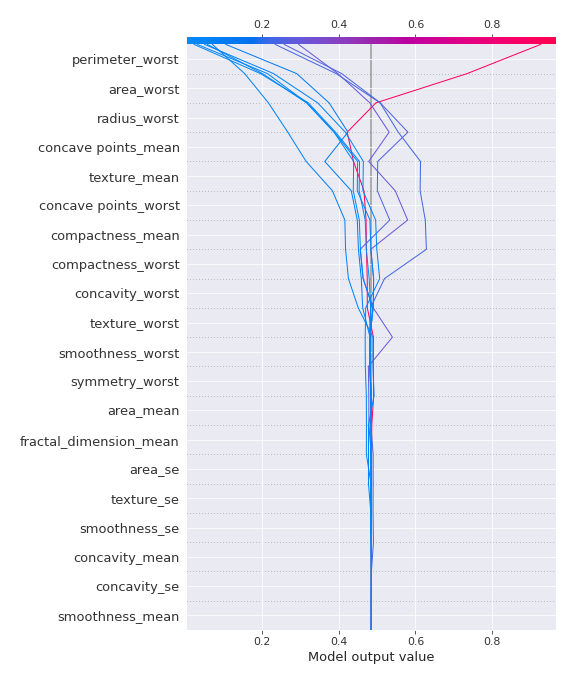 0.2 0.4 0.6 0.8
perimeter_worst
area_worst
radius_worst
concave points_mean
texture_mean
concave points_worst
compactness_mean
compactness_worst
concavity_worst
texture_worst
smoothness_worst
symmetry_worst
area_mean
fractal_dimension_mean
area_se
texture_se
smoothness_se
concavity_mean
concavity_se
smoothness_mean
0.2 0.4 0.6 0.8
Model output value